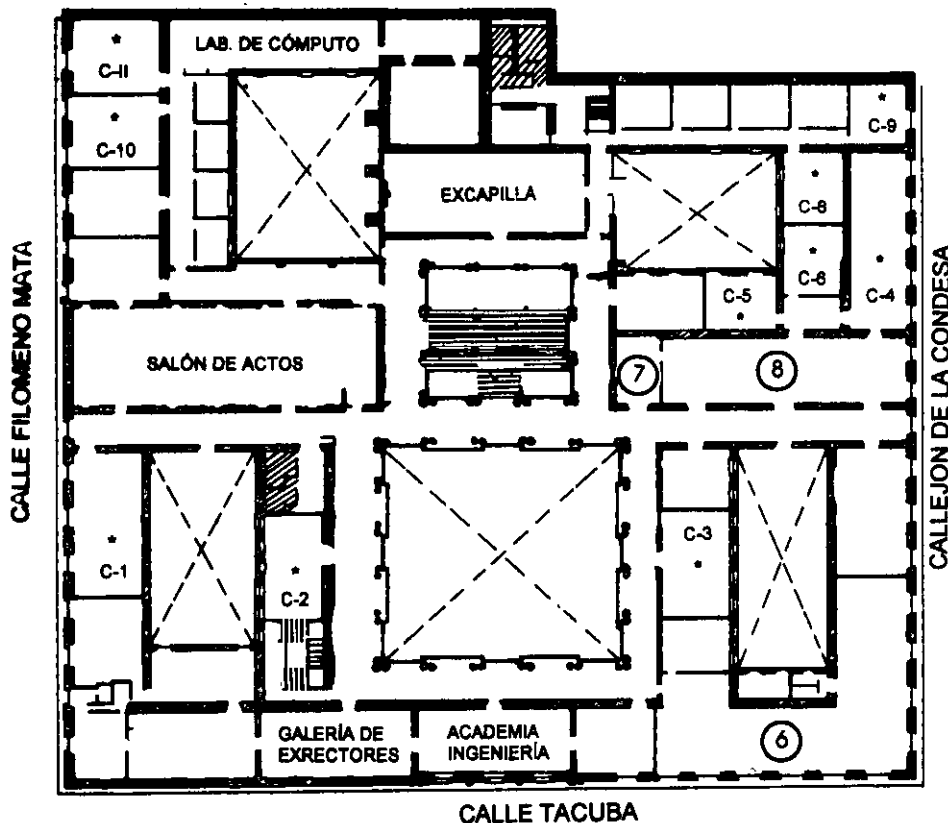 LAB. DE CÓMPUTO
C-11
C-10
C-9
EXCAPILLA
C-8
C-6
C-5
C-4
CALLE FILOMENO MATA
CALLEJON DE LA CONDESA
SALÓN DE ACTOS
7
8
C-1
C-2
C-3
GALERÍA DE
EXRECTORES
ACADEMIA
INGENIERÍA
6
CALLE TACUBA